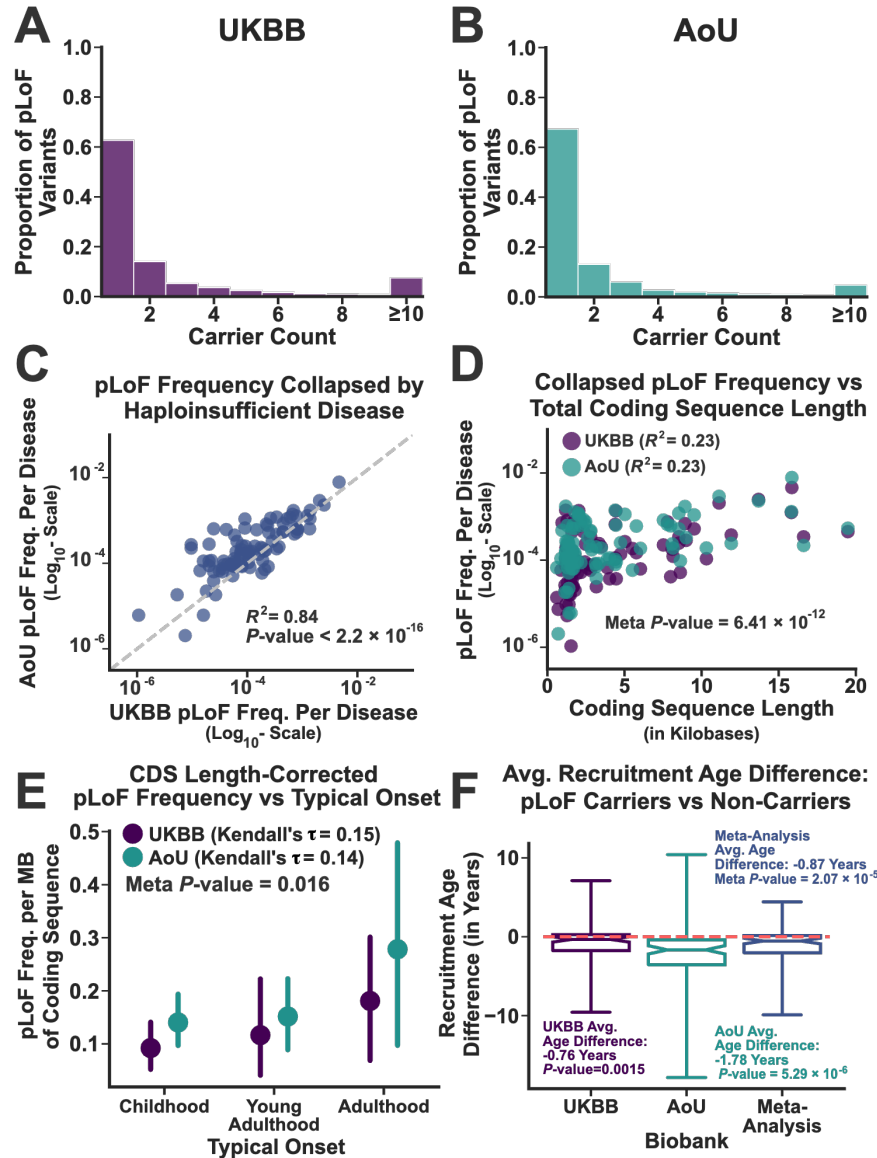 A
UKBB
Proportion of pLoF
Variants
1.0
0.8
0.6
0.4
0.2
0.0
2
4
6
8
≥10
Carrier Count
B
AoU
Proportion of pLoF
Variants
1.0
0.8
0.6
0.4
0.2
0.0
2
4
6
8
≥10
Carrier Count
C
pLoF Frequency Collapsed by
Haploinsufficient Disease
AoU pLoF Freq. Per Disease
(Log10- Scale)
10-2
10-4
10-6
R2= 0.84
P-value < 2.2 × 10-16
10-6
10-4
10-2
UKBB pLoF Freq. Per Disease
(Log10- Scale)
D
Collapsed pLoF Frequency vs
Total Coding Sequence Length
UKBB (R2= 0.23)
AoU (R2= 0.23)
pLoF Freq. Per Disease
(Log10- Scale)
10-2
10-4
10-6
Meta P-value = 6.41 × 10-12
0
5
10
15
20
Coding Sequence Length
(in Kilobases)
E
CDS Length-Corrected
pLoF Frequency vs Typical Onset
UKBB (Kendall's τ = 0.15)
AoU (Kendall's τ = 0.14)
Meta P-value = 0.016
pLoF Freq. per MB
of Coding Sequence
0.5
0.4
0.3
0.2
0.1
Childhood
Young
Adulthood
Adulthood
Typical Onset
F
Avg. Recruitment Age Difference:
pLoF Carriers vs Non-Carriers
Recruitment Age
Difference (in Years)
10
0
−10
Meta-Analysis
Avg. Age
Difference: -0.87 Years
Meta P-value = 2.07 × 10-5
UKBB Avg.
Age Difference:
-0.76 Years
P-value=0.0015
AoU Avg.
Age Difference:
-1.78 Years
P-value = 5.29 × 10-6
UKBB
AoU
Meta-
Analysis
Biobank